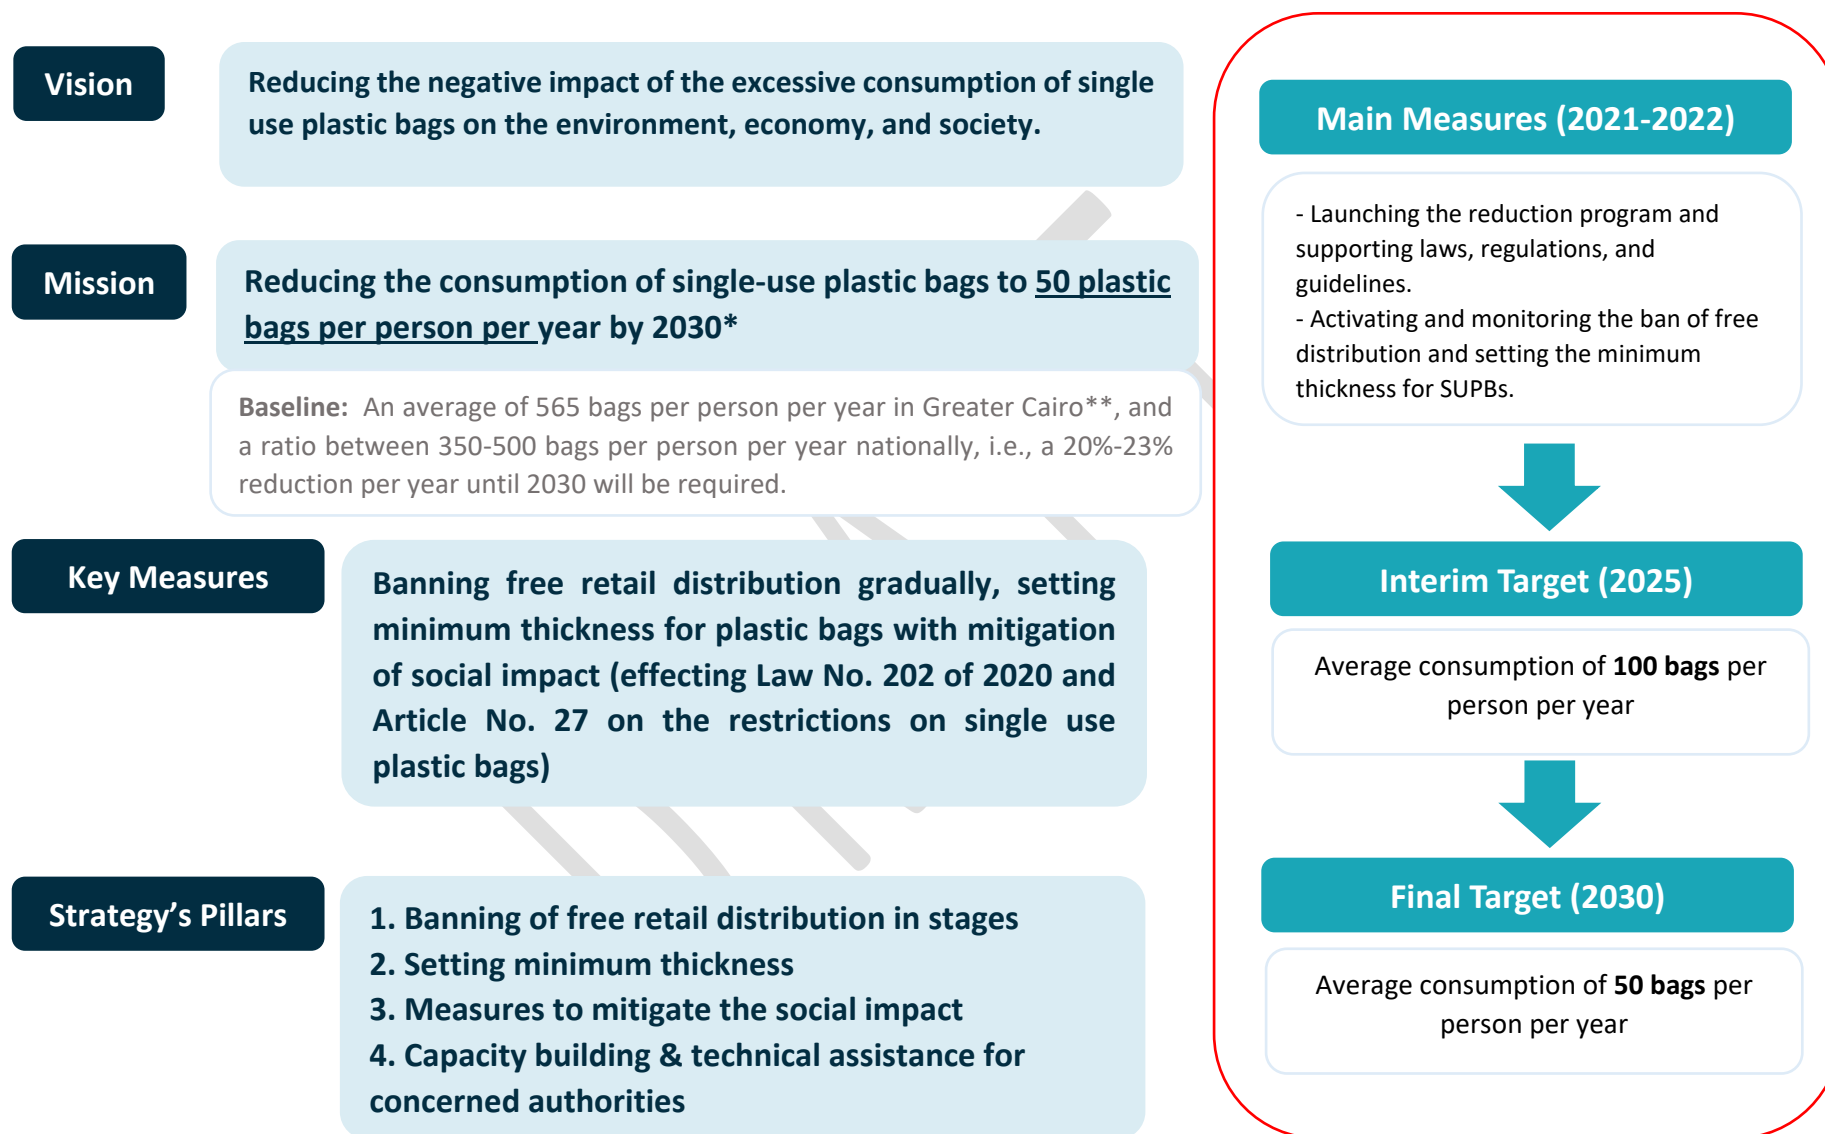 Vision
Reducing the negative impact of the excessive consumption of single
use plastic bags on the environment, economy, and society.
Mission
Reducing the consumption of single-use plastic bags to 50 plastic
bags per person per year by 2030*
Baseline: An average of 565 bags per person per year in Greater Cairo**, and
a ratio between 350-500 bags per person per year nationally, i.e., a 20%-23%
reduction per year until 2030 will be required.
Key Measures
Banning free retail distribution gradually, setting
minimum thickness for plastic bags with mitigation
of social impact (effecting Law No. 202 of 2020 and
Article No. 27 on the restrictions on single use
plastic bags)
Strategy’s Pillars
1. Banning of free retail distribution in stages
2. Setting minimum thickness
3. Measures to mitigate the social impact
4. Capacity building & technical assistance for
concerned authorities
Main Measures (2021-2022)
- Launching the reduction program and
supporting laws, regulations, and
guidelines.
- Activating and monitoring the ban of free
distribution and setting the minimum
thickness for SUPBs.
Interim Target (2025)
Average consumption of 100 bags per
person per year
Final Target (2030)
Average consumption of 50 bags per
person per year